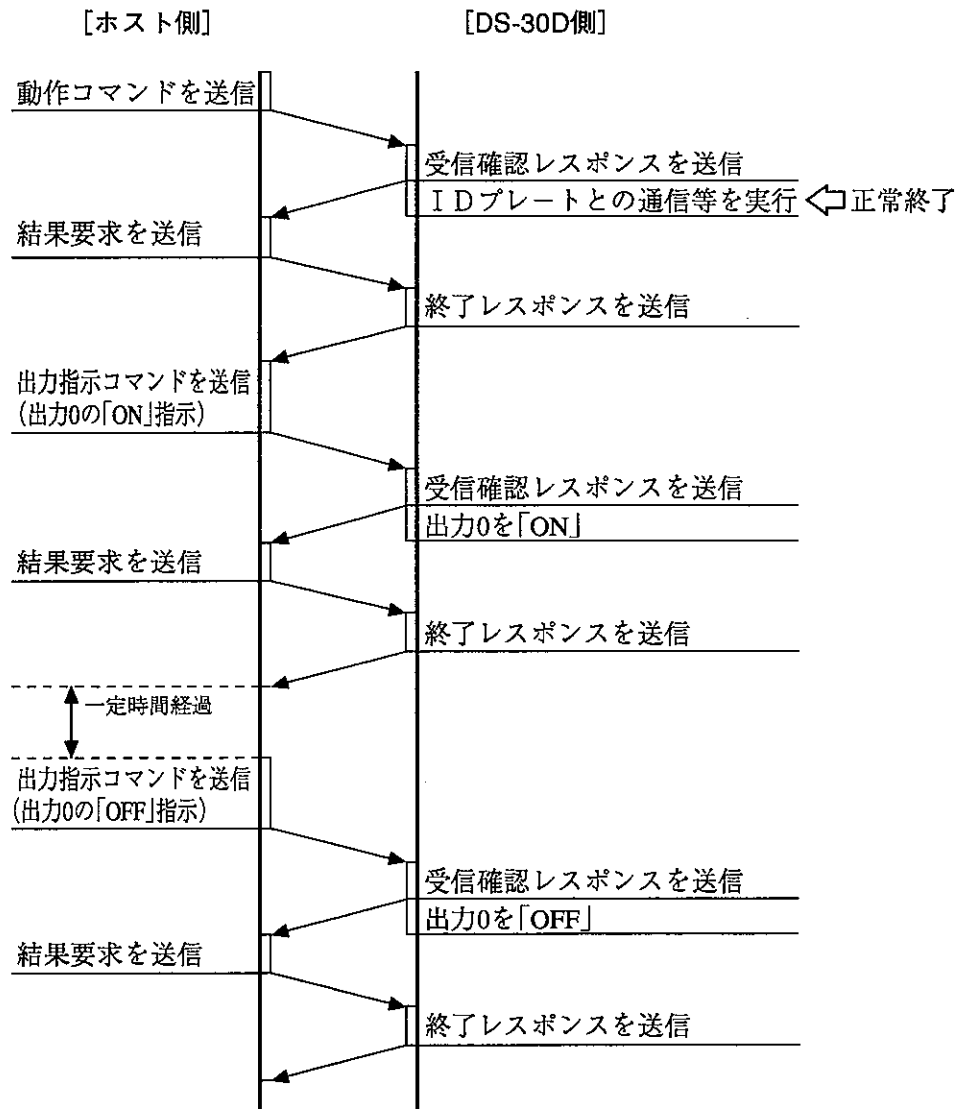 [ホスト側] [DS-30D側]
動作コマンドを送信
受信確認レスポンスを送信
IDプレートとの通信等を実行 正常終了
結果要求を送信
終了レスポンスを送信
出力指示コマンドを送信
(出力0の「ON」指示)
受信確認レスポンスを送信
出力0を「ON」
結果要求を送信
終了レスポンスを送信
一定時間経過
出力指示コマンドを送信
(出力0の「OFF」指示)
受信確認レスポンスを送信
出力0を「OFF」
結果要求を送信
終了レスポンスを送信